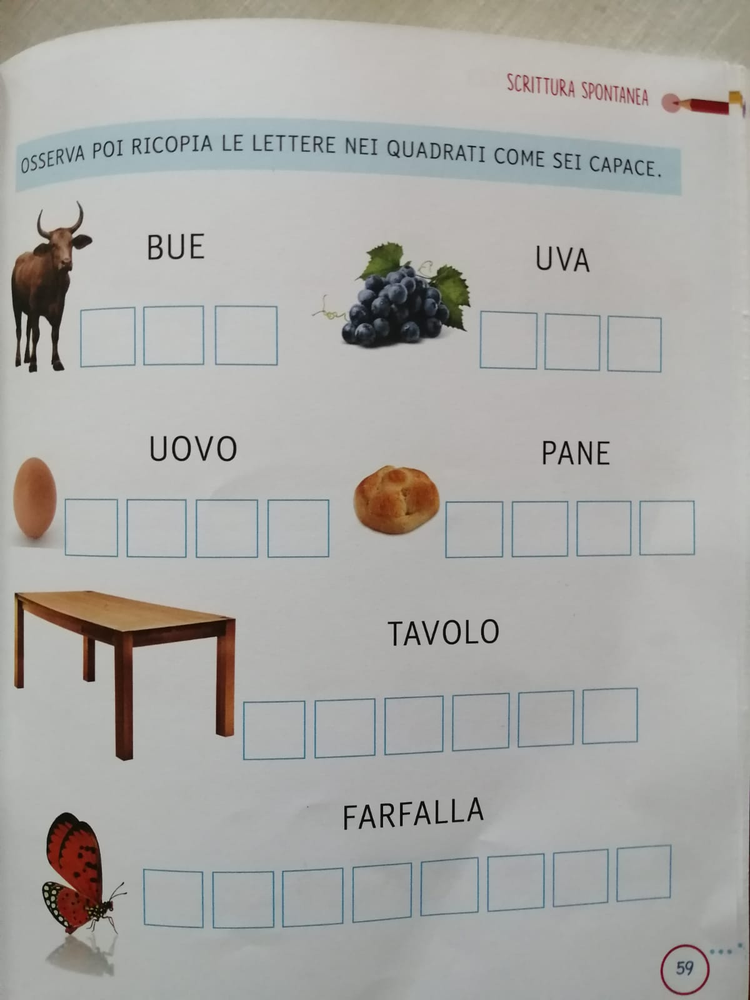 SCRITTURA SPONTANEA
OSSERVA POI RICOPIA LE LETTERE NEI QUADRATI COME SEI CAPACE.
BUE
UVA
UOVO
PANE
TAVOLO
FARFALLA
59